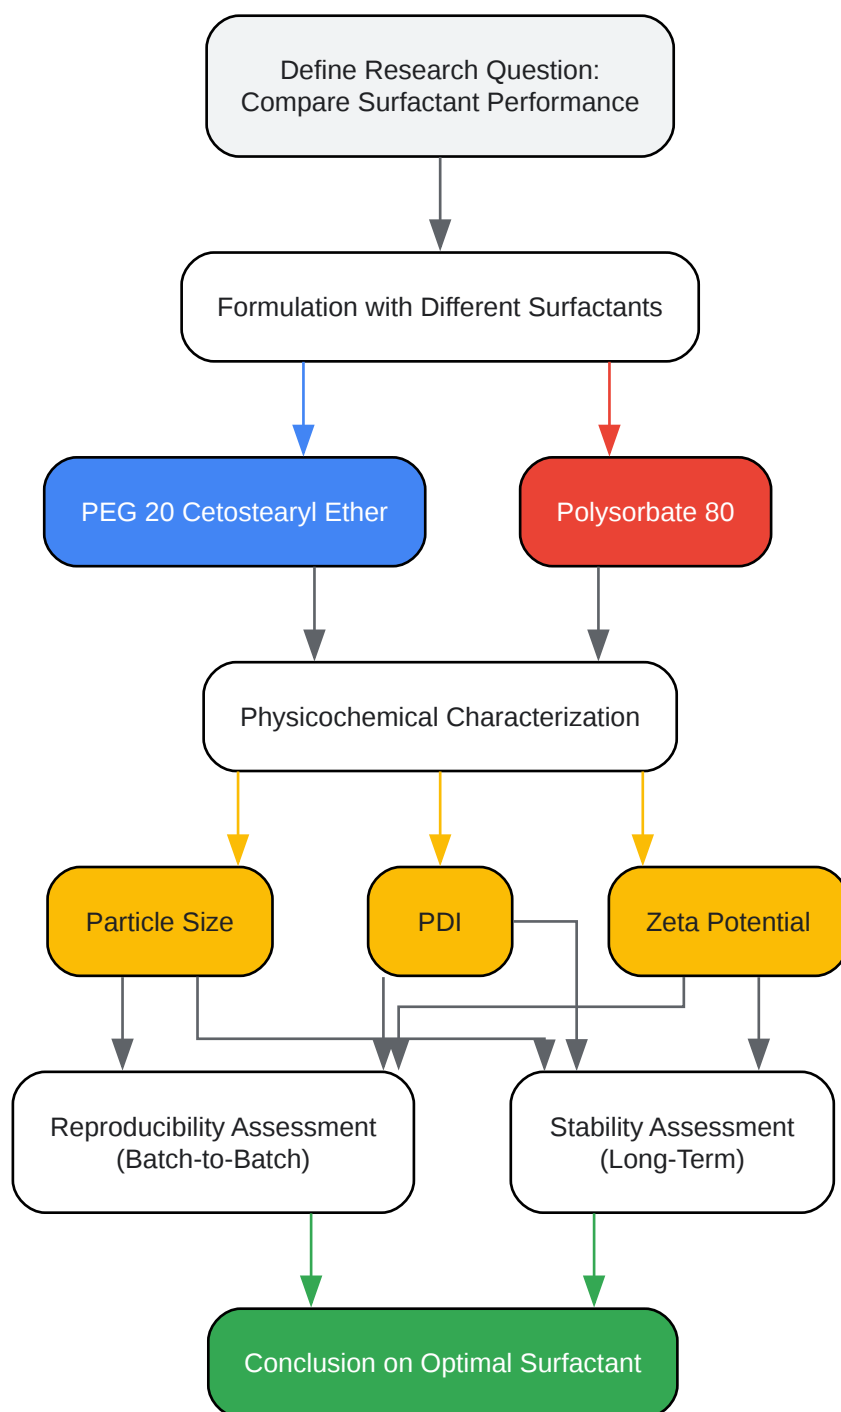 Define Research Question:
Compare Surfactant Performance
Formulation with Different Surfactants
PEG 20 Cetostearyl Ether
Polysorbate 80
Physicochemical Characterization
Particle Size
PDI
Zeta Potential
Reproducibility Assessment
(Batch-to-Batch)
Stability Assessment
(Long-Term)
Conclusion on Optimal Surfactant